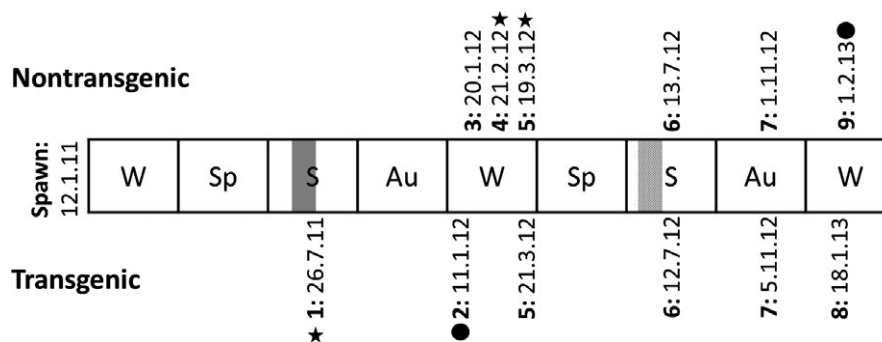 Nontransgenic
3: 20.1.12
4: 21.2.12★
5: 19.3.12★
6: 13.7.12
7: 1.11.12
9: 1.2.13●
Spawn:
12.1.11
W Sp S Au W Sp S Au W
Transgenic
★ 1: 26.7.11
● 2: 11.1.12
5: 21.3.12
6: 12.7.12
7: 5.11.12
8: 18.1.13